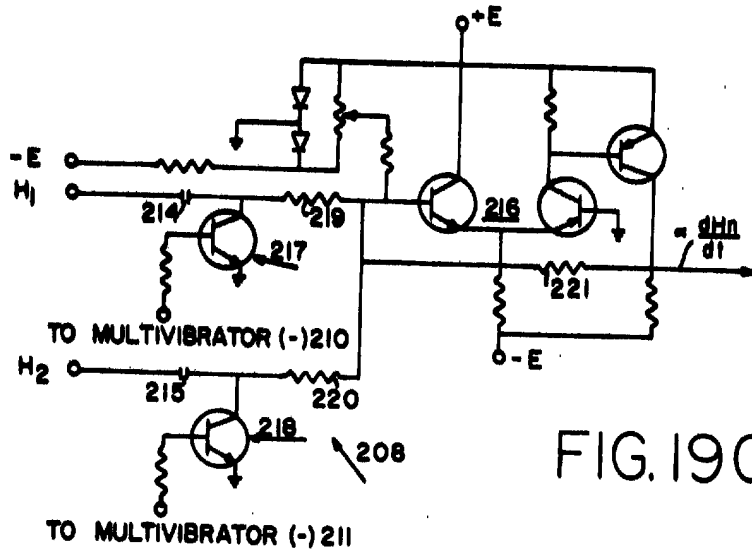 +E
-E
H1
214
219
216
217
∝ dHn
dt
221
TO MULTIVIBRATOR (-) 210
-E
H2
215
220
218
208
FIG. 19C
TO MULTIVIBRATOR (-) 211